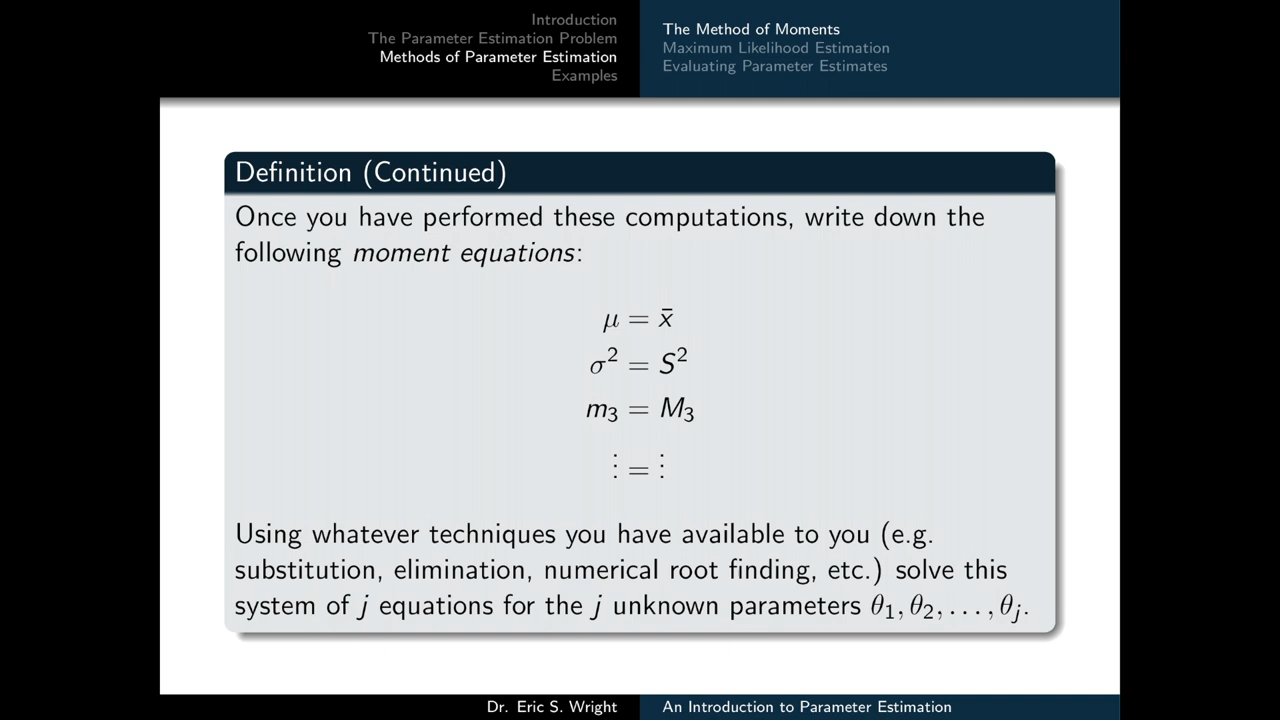 Introduction
The Parameter Estimation Problem
Methods of Parameter Estimation
Examples
The Method of Moments
Maximum Likelihood Estimation
Evaluating Parameter Estimates
Definition (Continued)
Once you have performed these computations, write down the
following moment equations:
μ = x̄
σ² = S²
m₃ = M₃
⋮ = ⋮
Using whatever techniques you have available to you (e.g.
substitution, elimination, numerical root finding, etc.) solve this
system of j equations for the j unknown parameters θ₁, θ₂, . . . , θⱼ.
Dr. Eric S. Wright
An Introduction to Parameter Estimation